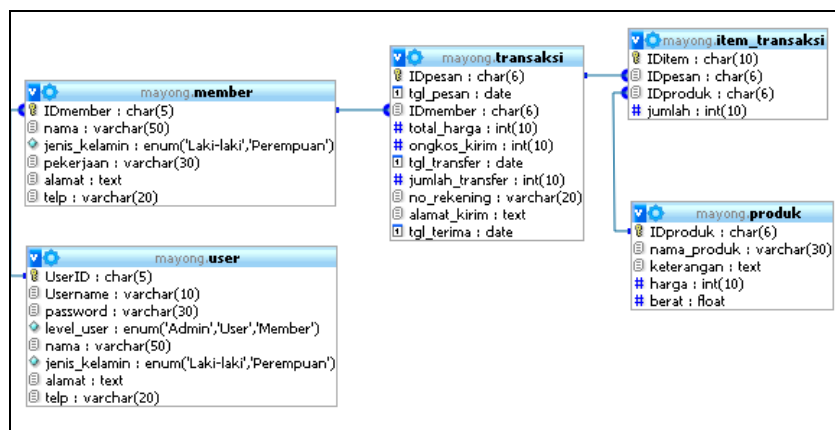 mayong.member
IDmember : char(5)
nama : varchar(50)
jenis_kelamin : enum('Laki-laki','Perempuan')
pekerjaan : varchar(30)
alamat : text
telp : varchar(20)
mayong.user
UserID : char(5)
Username : varchar(10)
password : varchar(30)
level_user : enum('Admin','User','Member')
nama : varchar(50)
jenis_kelamin : enum('Laki-laki','Perempuan')
alamat : text
telp : varchar(20)
mayong.transaksi
IDpesan : char(6)
tgl_pesan : date
IDmember : char(6)
total_harga : int(10)
ongkos_kirim : int(10)
tgl_transfer : date
jumlah_transfer : int(10)
no_rekening : varchar(20)
alamat_kirim : text
tgl_terima : date
mayong.item_transaksi
IDitem : char(10)
IDpesan : char(6)
IDproduk : char(6)
jumlah : int(10)
mayong.produk
IDproduk : char(6)
nama_produk : varchar(30)
keterangan : text
harga : int(10)
berat : float